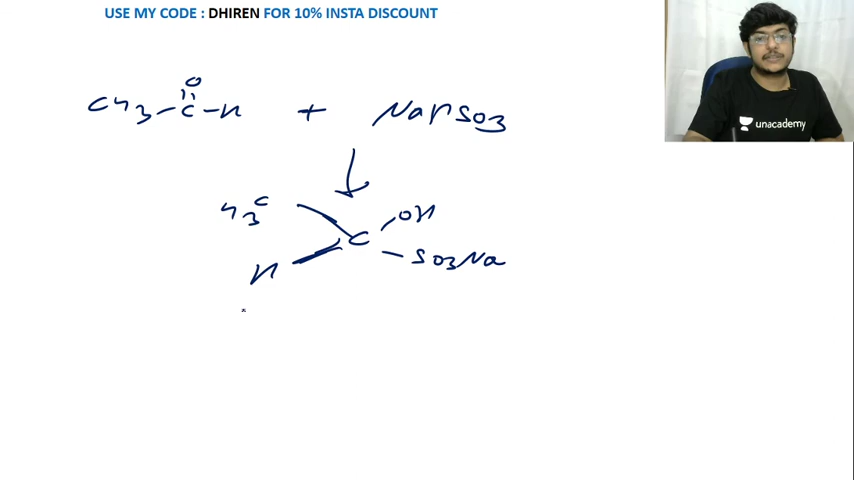 USE MY CODE : DHIREN FOR 10% INSTA DISCOUNT
unacademy
O
CH3-C-H + NaHSO3
H3C OH
C
H SO3Na